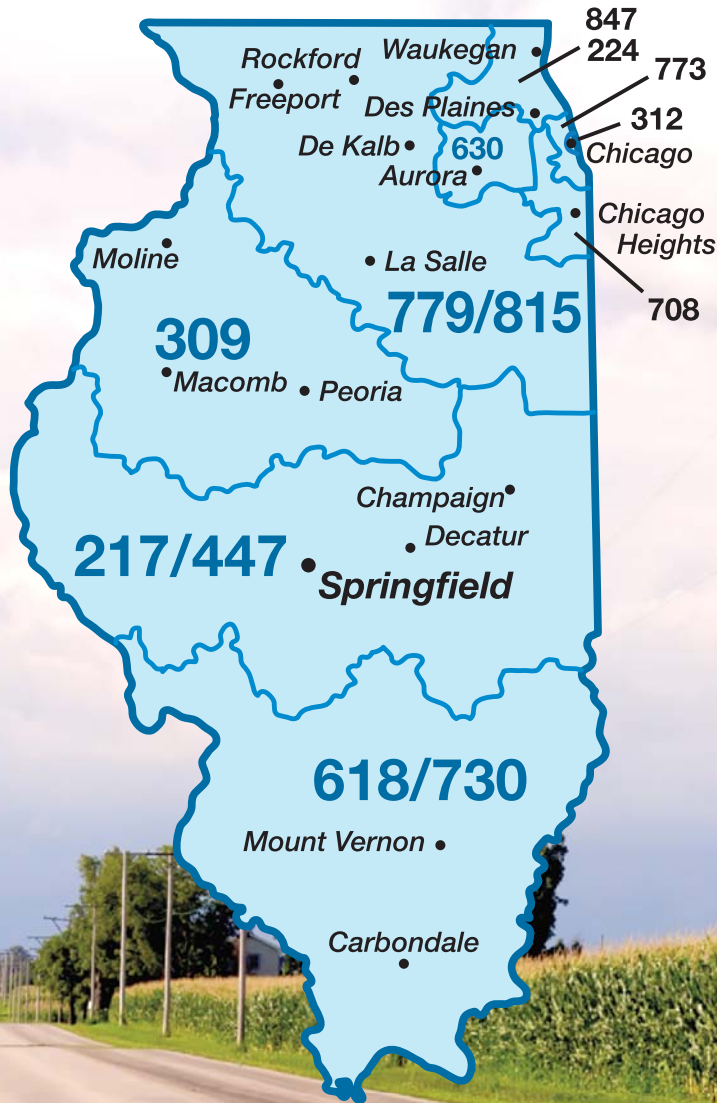 847
224
Waukegan
Rockford
773
Freeport
Des Plaines
312
De Kalb
630
Chicago
Aurora
Chicago
Heights
Moline
La Salle
708
779/815
309
Macomb
Peoria
Champaign
Decatur
217/447
Springfield
618/730
Mount Vernon
Carbondale